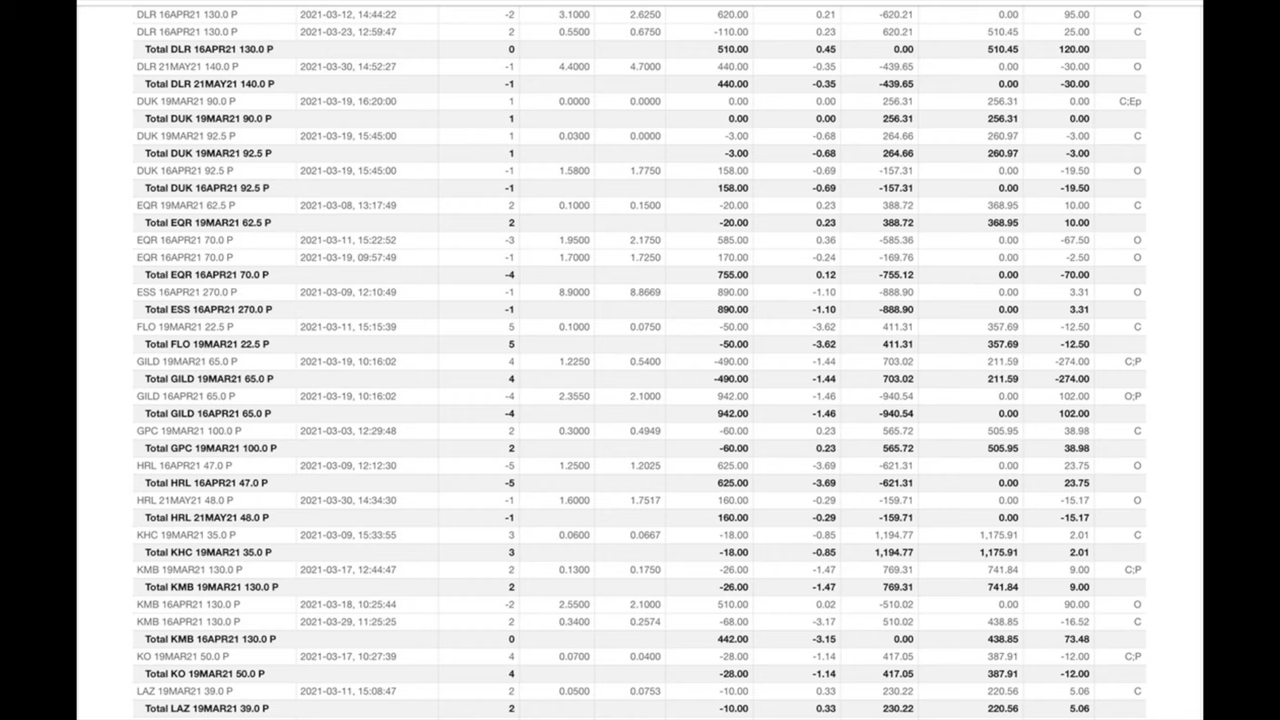 DLR 16APR21 130.0 P 2021-03-12, 14:44:22 -2 3.1000 2.6250 620.00 0.21 -620.21 0.00 95.00 O
DLR 16APR21 130.0 P 2021-03-23, 12:59:47 2 0.5500 0.6750 -110.00 0.23 620.21 510.45 25.00 C
Total DLR 16APR21 130.0 P 0 510.00 0.45 0.00 510.45 120.00
DLR 21MAY21 140.0 P 2021-03-30, 14:52:27 -1 4.4000 4.7000 440.00 -0.35 -439.65 0.00 -30.00 O
Total DLR 21MAY21 140.0 P -1 440.00 -0.35 -439.65 0.00 -30.00
DUK 19MAR21 90.0 P 2021-03-19, 16:20:00 1 0.0000 0.0000 0.00 0.00 256.31 256.31 0.00 C;Ep
Total DUK 19MAR21 90.0 P 1 0.00 0.00 256.31 256.31 0.00
DUK 19MAR21 92.5 P 2021-03-19, 15:45:00 1 0.0300 0.0000 -3.00 -0.68 264.66 260.97 -3.00 C
Total DUK 19MAR21 92.5 P 1 -3.00 -0.68 264.66 260.97 -3.00
DUK 16APR21 92.5 P 2021-03-19, 15:45:00 -1 1.5800 1.7750 158.00 -0.69 -157.31 0.00 -19.50 O
Total DUK 16APR21 92.5 P -1 158.00 -0.69 -157.31 0.00 -19.50
EQR 19MAR21 62.5 P 2021-03-08, 13:17:49 2 0.1000 0.1500 -20.00 0.23 388.72 368.95 10.00 C
Total EQR 19MAR21 62.5 P 2 -20.00 0.23 388.72 368.95 10.00
EQR 16APR21 70.0 P 2021-03-11, 15:22:52 -3 1.9500 2.1750 585.00 0.36 -585.36 0.00 -67.50 O
EQR 16APR21 70.0 P 2021-03-19, 09:57:49 -1 1.7000 1.7250 170.00 -0.24 -169.76 0.00 -2.50 O
Total EQR 16APR21 70.0 P -4 755.00 0.12 -755.12 0.00 -70.00
ESS 16APR21 270.0 P 2021-03-09, 12:10:49 -1 8.9000 8.8669 890.00 -1.10 -888.90 0.00 3.31 O
Total ESS 16APR21 270.0 P -1 890.00 -1.10 -888.90 0.00 3.31
FLO 19MAR21 22.5 P 2021-03-11, 15:15:39 5 0.1000 0.0750 -50.00 -3.62 411.31 357.69 -12.50 C
Total FLO 19MAR21 22.5 P 5 -50.00 -3.62 411.31 357.69 -12.50
GILD 19MAR21 65.0 P 2021-03-19, 10:16:02 4 1.2250 0.5400 -490.00 -1.44 703.02 211.59 -274.00 C;P
Total GILD 19MAR21 65.0 P 4 -490.00 -1.44 703.02 211.59 -274.00
GILD 16APR21 65.0 P 2021-03-19, 10:16:02 -4 2.3550 2.1000 942.00 -1.46 -940.54 0.00 102.00 O;P
Total GILD 16APR21 65.0 P -4 942.00 -1.46 -940.54 0.00 102.00
GPC 19MAR21 100.0 P 2021-03-03, 12:29:48 2 0.3000 0.4949 -60.00 0.23 565.72 505.95 38.98 C
Total GPC 19MAR21 100.0 P 2 -60.00 0.23 565.72 505.95 38.98
HRL 16APR21 47.0 P 2021-03-09, 12:12:30 -5 1.2500 1.2025 625.00 -3.69 -621.31 0.00 23.75 O
Total HRL 16APR21 47.0 P -5 625.00 -3.69 -621.31 0.00 23.75
HRL 21MAY21 48.0 P 2021-03-30, 14:34:30 -1 1.6000 1.7517 160.00 -0.29 -159.71 0.00 -15.17 O
Total HRL 21MAY21 48.0 P -1 160.00 -0.29 -159.71 0.00 -15.17
KHC 19MAR21 35.0 P 2021-03-09, 15:33:55 3 0.0600 0.0667 -18.00 -0.85 1,194.77 1,175.91 2.01 C
Total KHC 19MAR21 35.0 P 3 -18.00 -0.85 1,194.77 1,175.91 2.01
KMB 19MAR21 130.0 P 2021-03-17, 12:44:47 2 0.1300 0.1750 -26.00 -1.47 769.31 741.84 9.00 C;P
Total KMB 19MAR21 130.0 P 2 -26.00 -1.47 769.31 741.84 9.00
KMB 16APR21 130.0 P 2021-03-18, 10:25:44 -2 2.5500 2.1000 510.00 0.02 -510.02 0.00 90.00 O
KMB 16APR21 130.0 P 2021-03-29, 11:25:25 2 0.3400 0.2574 -68.00 -3.17 510.02 438.85 -16.52 C
Total KMB 16APR21 130.0 P 0 442.00 -3.15 0.00 438.85 73.48
KO 19MAR21 50.0 P 2021-03-17, 10:27:39 4 0.0700 0.0400 -28.00 -1.14 417.05 387.91 -12.00 C;P
Total KO 19MAR21 50.0 P 4 -28.00 -1.14 417.05 387.91 -12.00
LAZ 19MAR21 39.0 P 2021-03-11, 15:08:47 2 0.0500 0.0753 -10.00 0.33 230.22 220.56 5.06 C
Total LAZ 19MAR21 39.0 P 2 -10.00 0.33 230.22 220.56 5.06